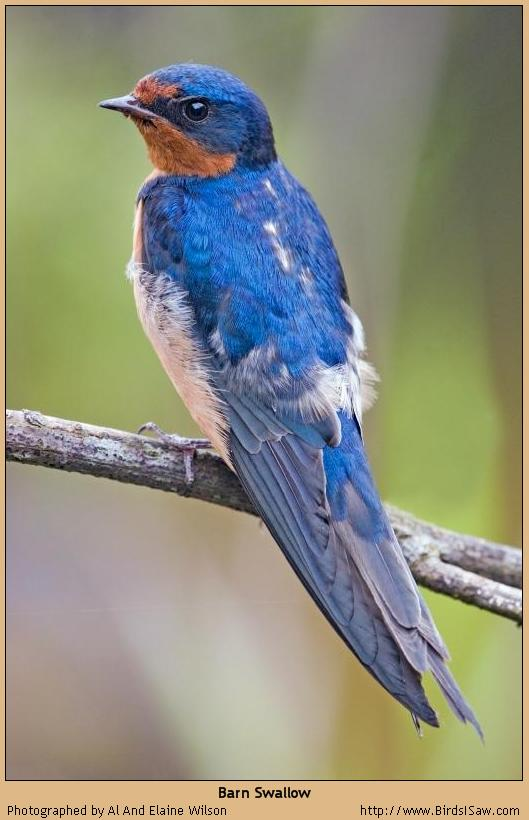 Barn Swallow
Photographed by Al And Elaine Wilson
http://www.BirdsISaw.com